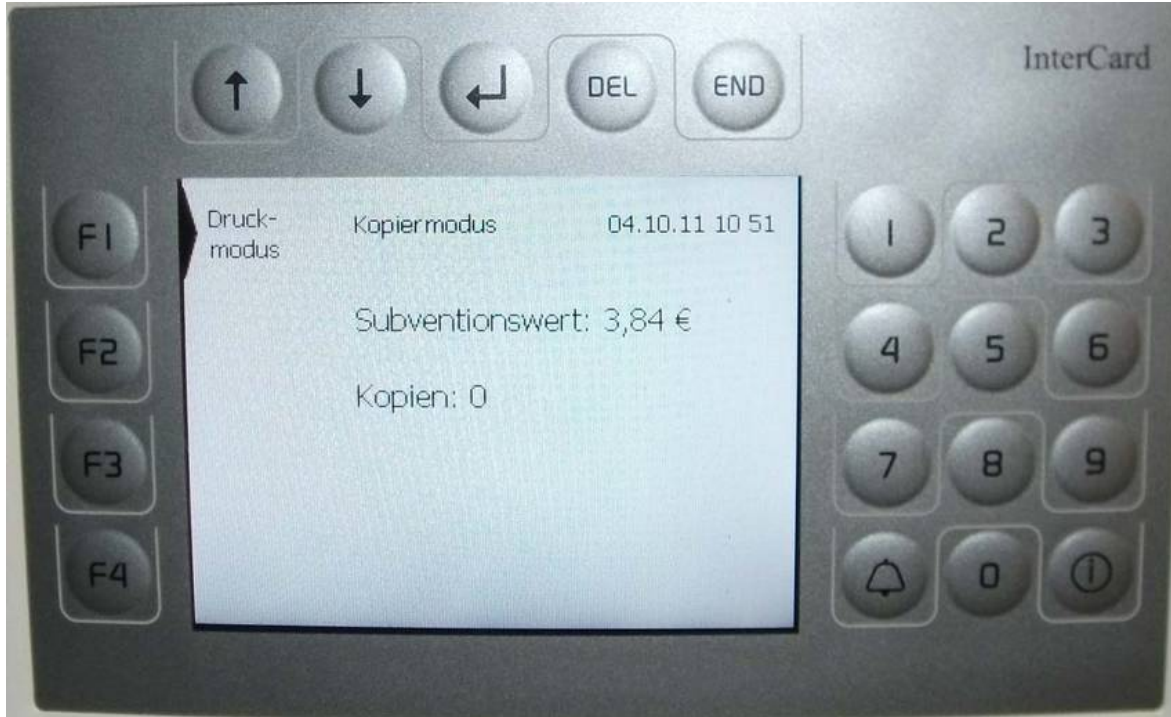 InterCard
↑ ↓ ↵ DEL END
F1
F2
F3
F4
Druck-
modus
Kopiermodus 04.10.11 10 51
Subventionswert: 3,84 €
Kopien: 0
1 2 3
4 5 6
7 8 9
0 i